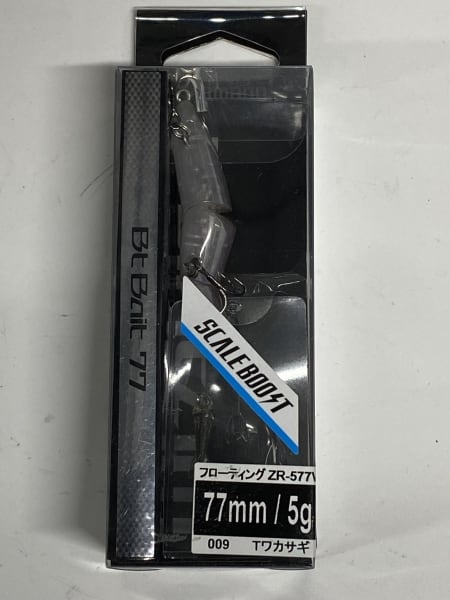 Bt Bait 77
SCALE BOOST
フローティング ZR-577V
77mm / 5g
009 Tワカサギ